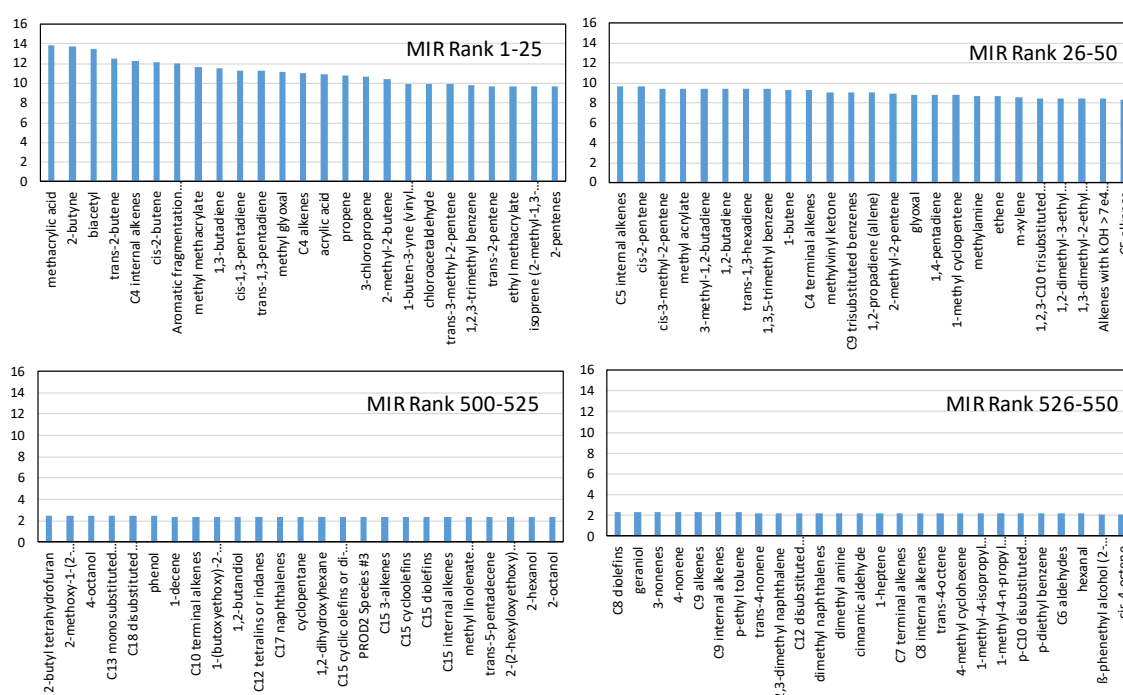 16
14
12
10
8
6
4
2
0
MIR Rank 1-25
methacrylic acid
2-butyne
biacetyl
trans-2-butene
C4 internal alkenes
cis-2-butene
Aromatic fragmentation…
methyl methacrylate
1,3-butadiene
cis-1,3-pentadiene
trans-1,3-pentadiene
methyl glyoxal
C4 alkenes
acrylic acid
propene
3-chloropropene
2-methyl-2-butene
1-buten-3-yne (vinyl…
chloroacetaldehyde
trans-3-methyl-2-pentene
1,2,3-trimethyl benzene
trans-2-pentene
ethyl methacrylate
isoprene (2-methyl-1,3-…
2-pentenes
16
14
12
10
8
6
4
2
0
MIR Rank 26-50
C5 internal alkenes
cis-2-pentene
cis-3-methyl-2-pentene
methyl acrylate
3-methyl-1,2-butadiene
1,2-butadiene
trans-1,3-hexadiene
1,3,5-trimethyl benzene
1-butene
C4 terminal alkenes
methylvinyl ketone
C9 trisubstituted benzenes
1,2-propadiene (allene)
2-methyl-2-pentene
glyoxal
1,4-pentadiene
1-methyl cyclopentene
methylamine
ethene
m-xylene
1,2,3-C10 trisubstituted…
1,2-dimethyl-3-ethyl…
1,3-dimethyl-2-ethyl…
Alkenes with kOH > 7e4…
16
14
12
10
8
6
4
2
0
MIR Rank 500-525
2-butyl tetrahydrofuran
2-methoxy-1-(2-…
4-octanol
C13 monosubstituted…
C18 disubstituted…
phenol
1-decene
C10 terminal alkenes
1-(butoxyethoxy)-2-…
1,2-butandiol
C12 tetralins or indanes
C17 naphthalenes
cyclopentane
1,2-dihydroxyhexane
C15 cyclic olefins or di-…
PROD2 Species #3
C15 3-alkenes
C15 cycloolefins
C15 diolefins
C15 internal alkenes
methyl linolenate…
trans-5-pentadecene
2-(2-hexyloxyethoxy)…
2-hexanol
2-octanol
16
14
12
10
8
6
4
2
0
MIR Rank 526-550
C8 diolefins
geraniol
3-nonenes
4-nonene
C9 alkenes
C9 internal alkenes
p-ethyl toluene
trans-4-nonene
2,3-dimethyl naphthalene
C12 disubstituted…
dimethyl naphthalenes
dimethyl amine
cinnamic aldehyde
1-heptene
C7 terminal alkenes
C8 internal alkenes
trans-4-octene
4-methyl cyclohexene
1-methyl-4-isopropyl…
1-methyl-4-n-propyl…
p-C10 disubstituted…
p-diethyl benzene
C6 aldehydes
hexanal
ß-phenethyl alcohol (2-…